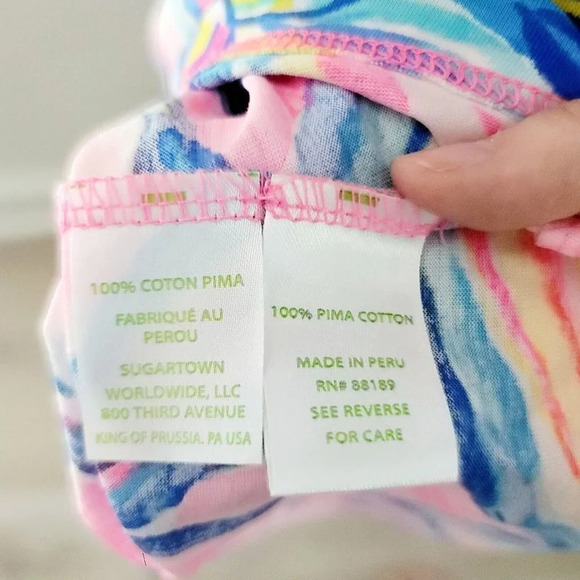 100% COTON PIMA
FABRIQUÉ AU
PEROU
SUGARTOWN
WORLDWIDE, LLC
800 THIRD AVENUE
KING OF PRUSSIA. PA USA
100% PIMA COTTON
MADE IN PERU
RN# 88189
SEE REVERSE
FOR CARE